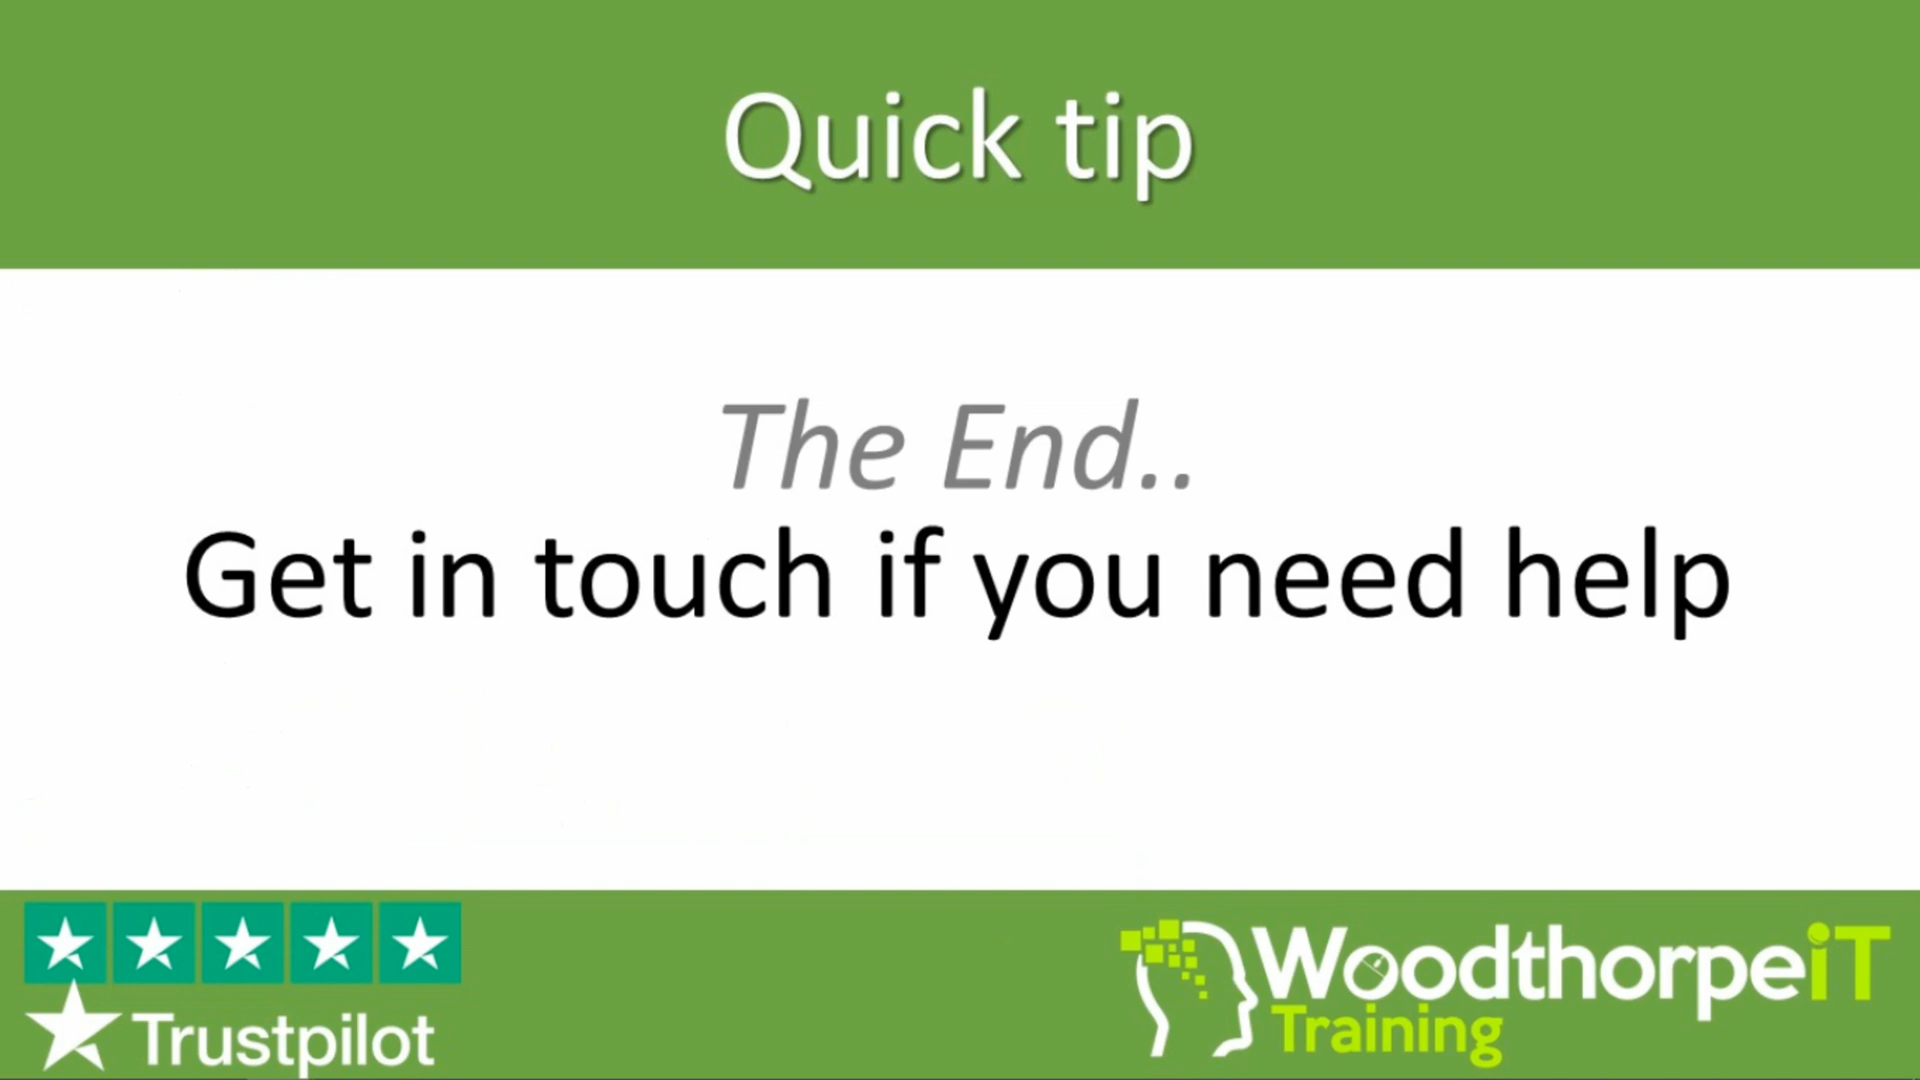 Quick tip
The End..
Get in touch if you need help
Trustpilot
WoodthorpeiT
Training